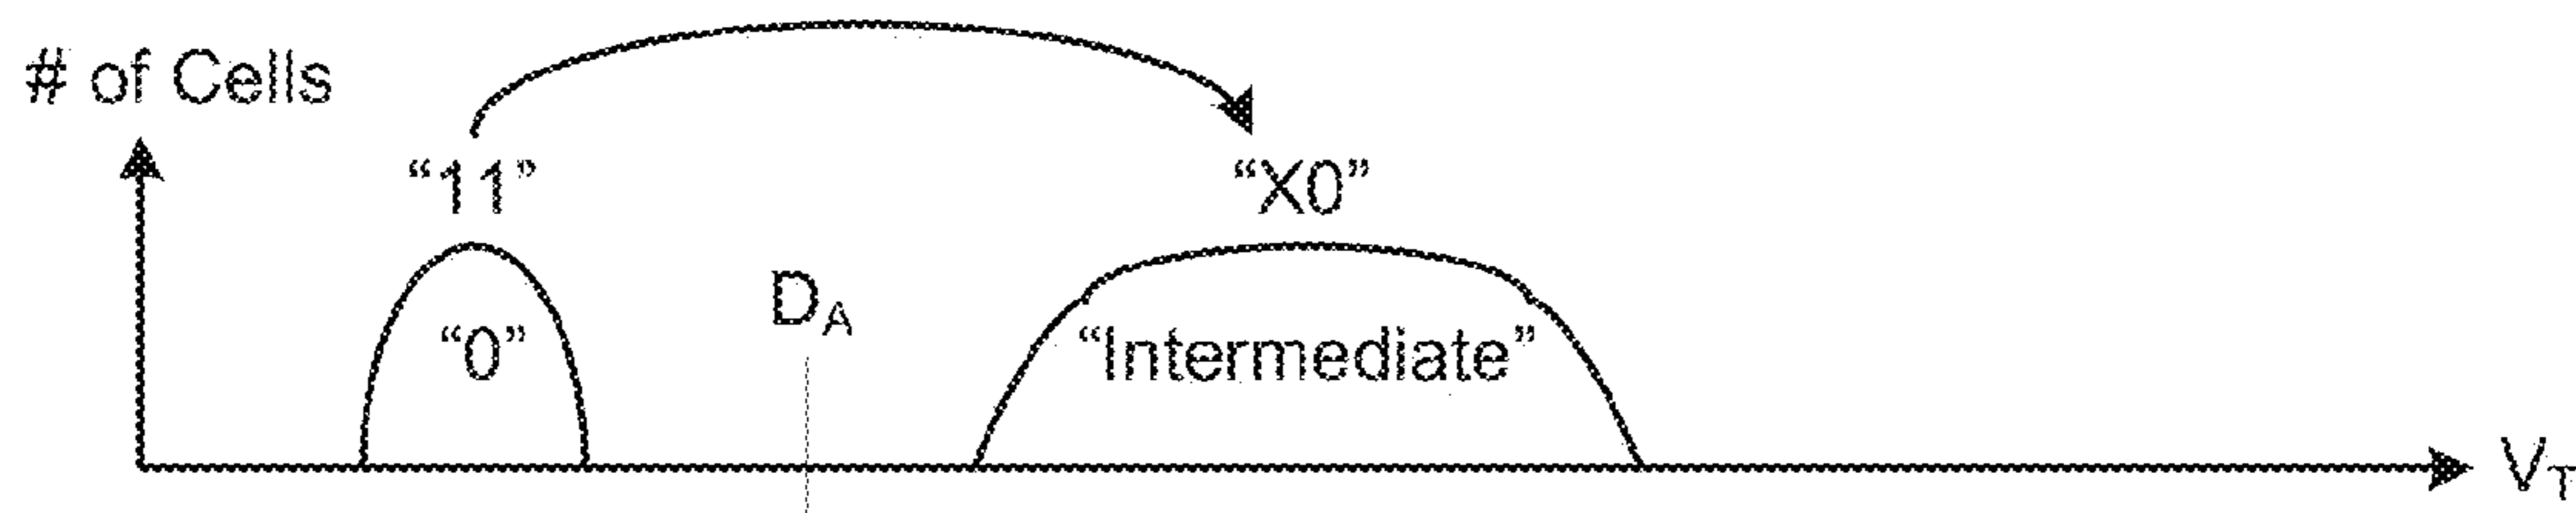 # of Cells
“11” “X0”
D_A
“0” “Intermediate”
V_T